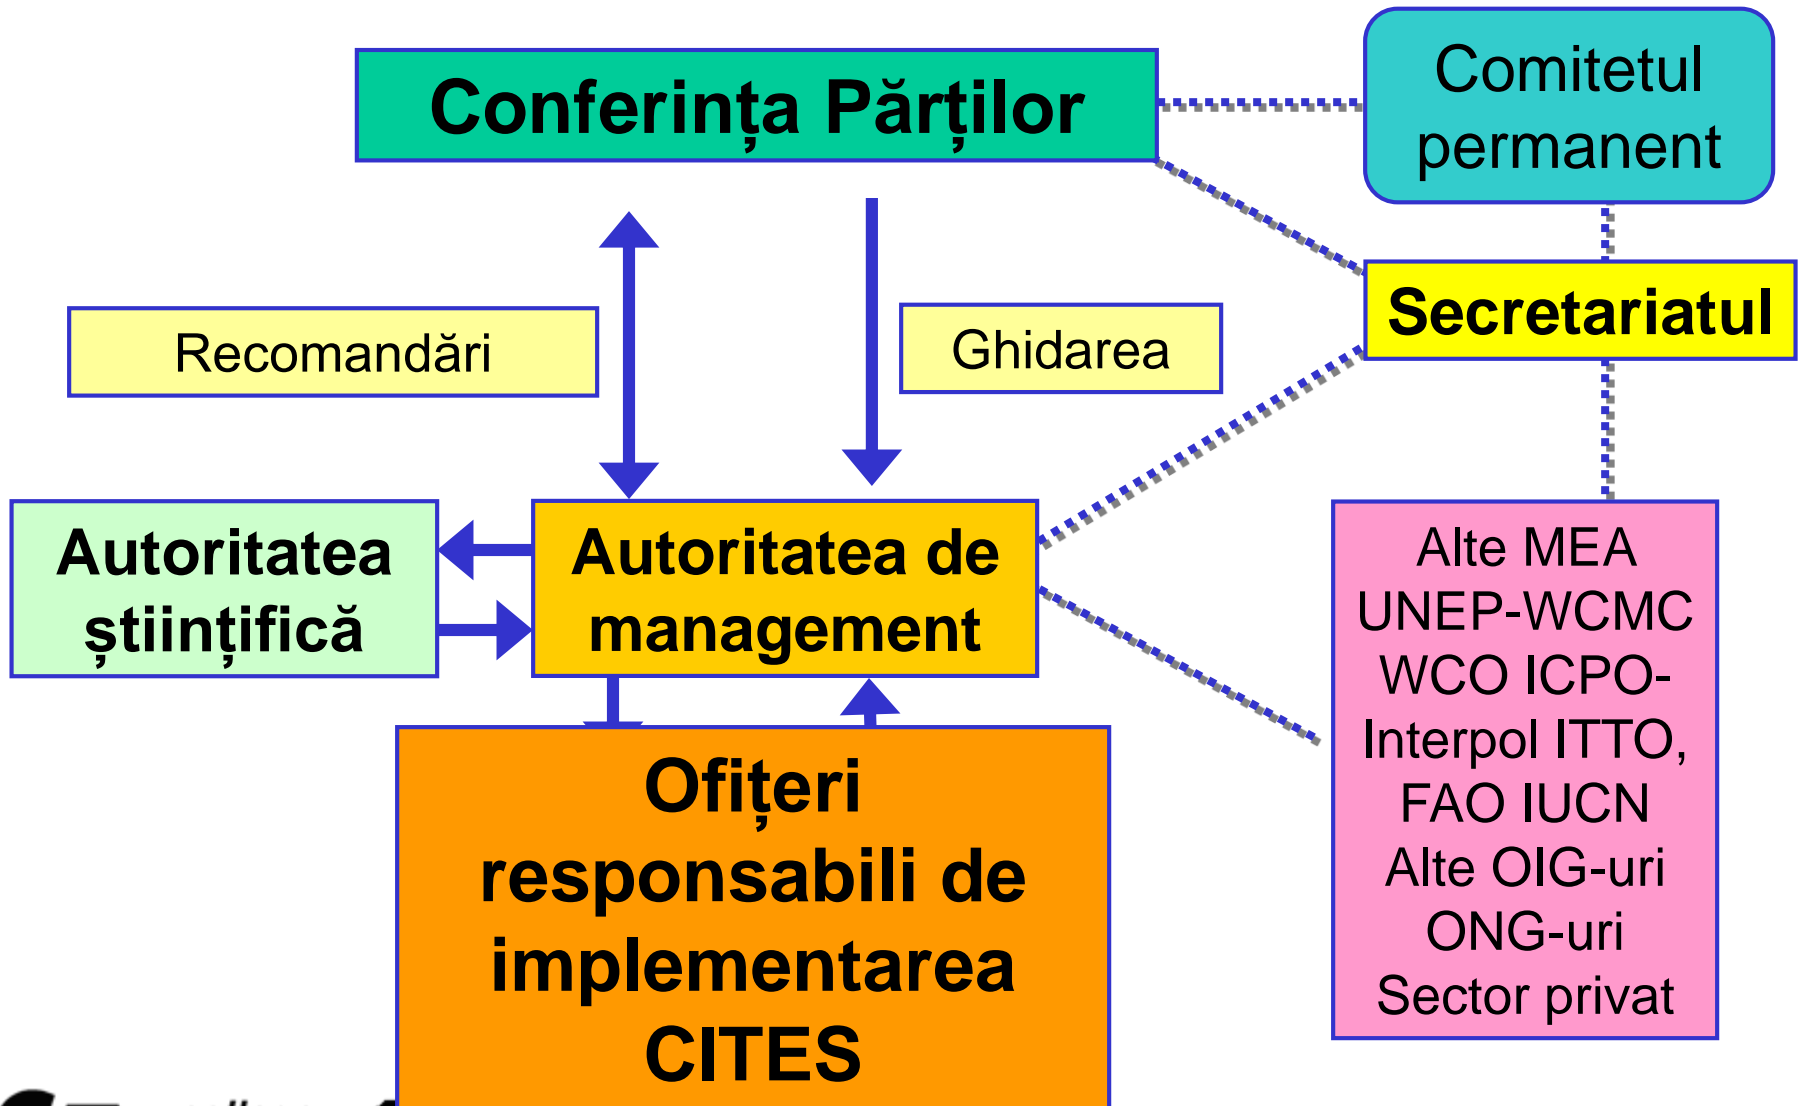 Conferința Părților
Comitetul
permanent
Secretariatul
Recomandări
Ghidarea
Autoritatea
științifică
Autoritatea de
management
Alte MEA
UNEP-WCMC
WCO ICPO-
Interpol ITTO,
FAO IUCN
Alte OIG-uri
ONG-uri
Sector privat
Ofițeri
responsabili de
implementarea
CITES